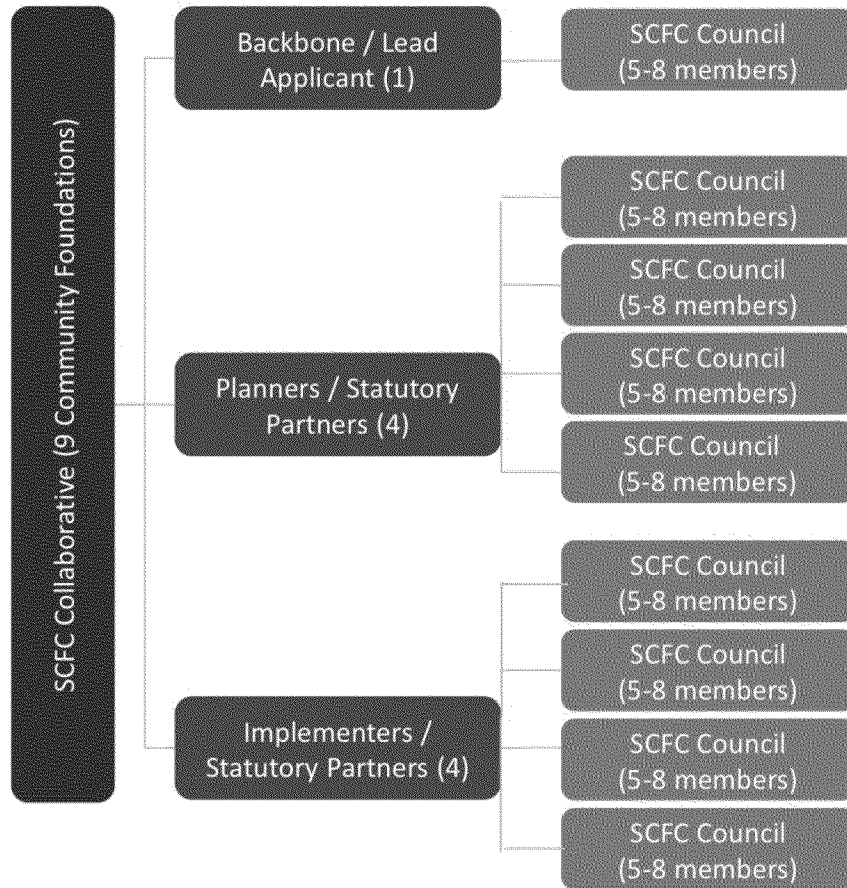 SCFC Collaborative (9 Community Foundations)
Backbone / Lead
Applicant (1)
SCFC Council
(5-8 members)
Planners / Statutory
Partners (4)
SCFC Council
(5-8 members)
SCFC Council
(5-8 members)
SCFC Council
(5-8 members)
SCFC Council
(5-8 members)
Implementers /
Statutory Partners (4)
SCFC Council
(5-8 members)
SCFC Council
(5-8 members)
SCFC Council
(5-8 members)
SCFC Council
(5-8 members)